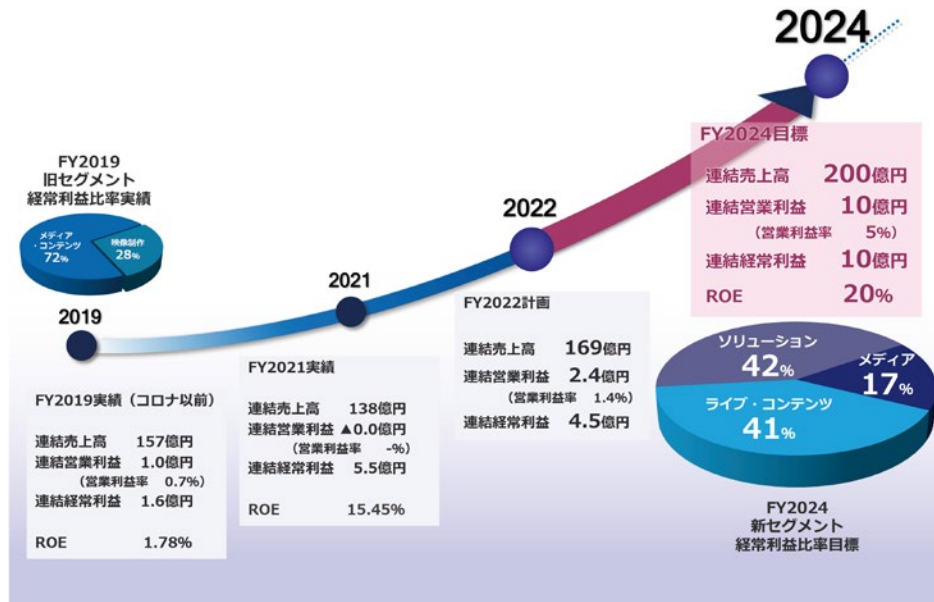 2024
FY2024目標
連結売上高 200億円
連結営業利益 10億円
(営業利益率 5%)
連結経常利益 10億円
ROE 20%
FY2019
旧セグメント
経常利益比率実績
メディア
・コンテンツ
72%
映像制作
28%
2022
2021
2019
FY2022計画
連結売上高 169億円
連結営業利益 2.4億円
(営業利益率 1.4%)
連結経常利益 4.5億円
FY2021実績
連結売上高 138億円
連結営業利益 ▲0.0億円
(営業利益率 -%)
連結経常利益 5.5億円
ROE 15.45%
FY2019実績(コロナ以前)
連結売上高 157億円
連結営業利益 1.0億円
(営業利益率 0.7%)
連結経常利益 1.6億円
ROE 1.78%
ソリューション
42%
メディア
17%
ライブ・コンテンツ
41%
FY2024
新セグメント
経常利益比率目標